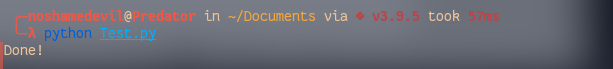 noshamedevil@Predator in ~/Documents via v3.9.5 took 57ms
λ python Test.py
Done!